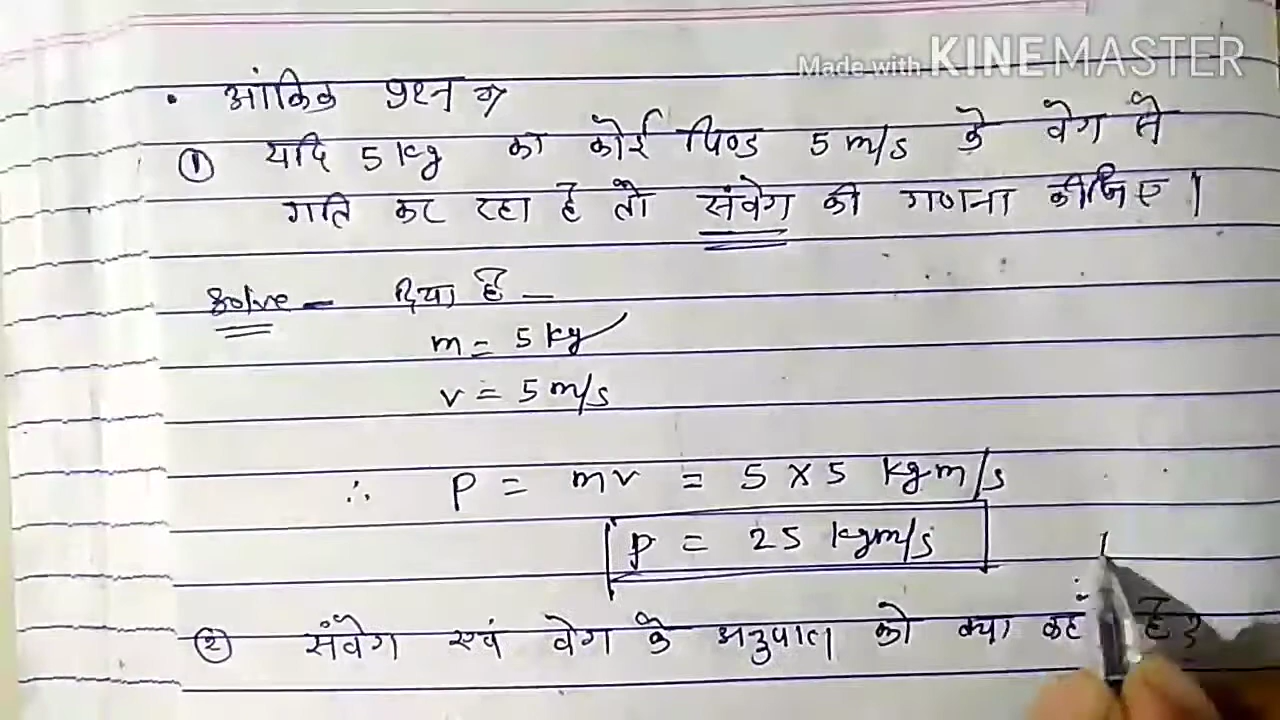 Made with KINEMASTER
• आंकिक प्रश्न
① यदि 5 kg का कोई पिण्ड 5 m/s के वेग से
गति कर रहा है तो संवेग की गणना कीजिए।
Solve - दिया है -
m = 5 kg
v = 5 m/s
∴ P = mv = 5 × 5 kgm/s
P = 25 kgm/s
② संवेग एवं वेग के अनुपात को क्या है?